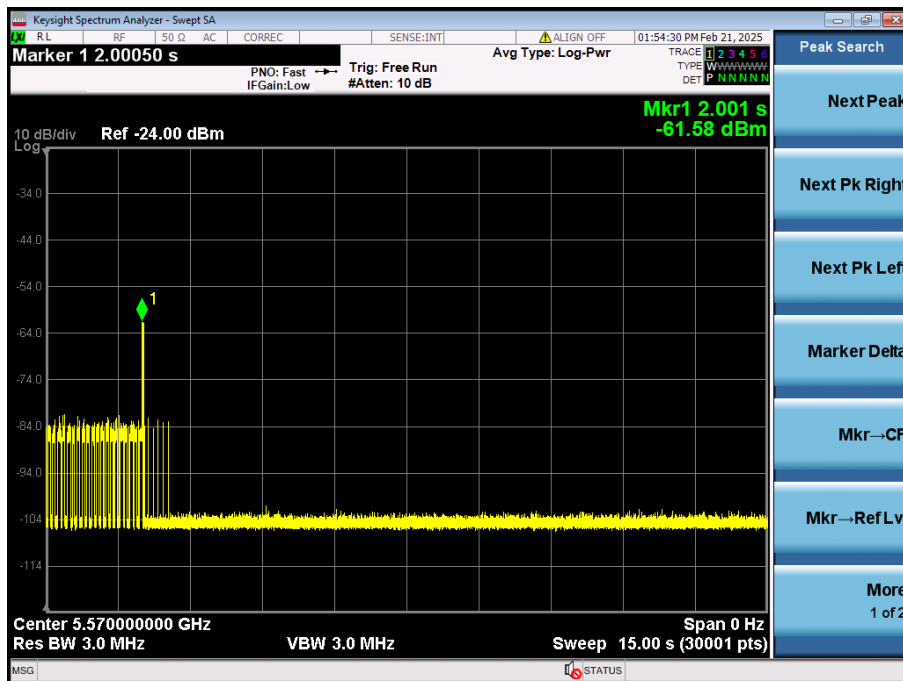 Keysight Spectrum Analyzer - Swept SA
LXI RL RF 50 Ω AC CORREC SENSE:INT ALIGN OFF 01:54:30 PM Feb 21, 2025
Marker 1 2.00050 s
PNO: Fast
IFGain:Low
Trig: Free Run
#Atten: 10 dB
Avg Type: Log-Pwr
TRACE 1 2 3 4 5 6
TYPE WWWWWW
DET P N N N N N
Peak Search
Mkr1 2.001 s
-61.58 dBm
10 dB/div Ref -24.00 dBm
Log
-34.0
-44.0
-54.0
-64.0
-74.0
-84.0
-94.0
-104
-114
1
Center 5.570000000 GHz Span 0 Hz
Res BW 3.0 MHz VBW 3.0 MHz Sweep 15.00 s (30001 pts)
MSG STATUS
Next Peak
Next Pk Right
Next Pk Left
Marker Delta
Mkr→CF
Mkr→Ref Lv
More
1 of 2